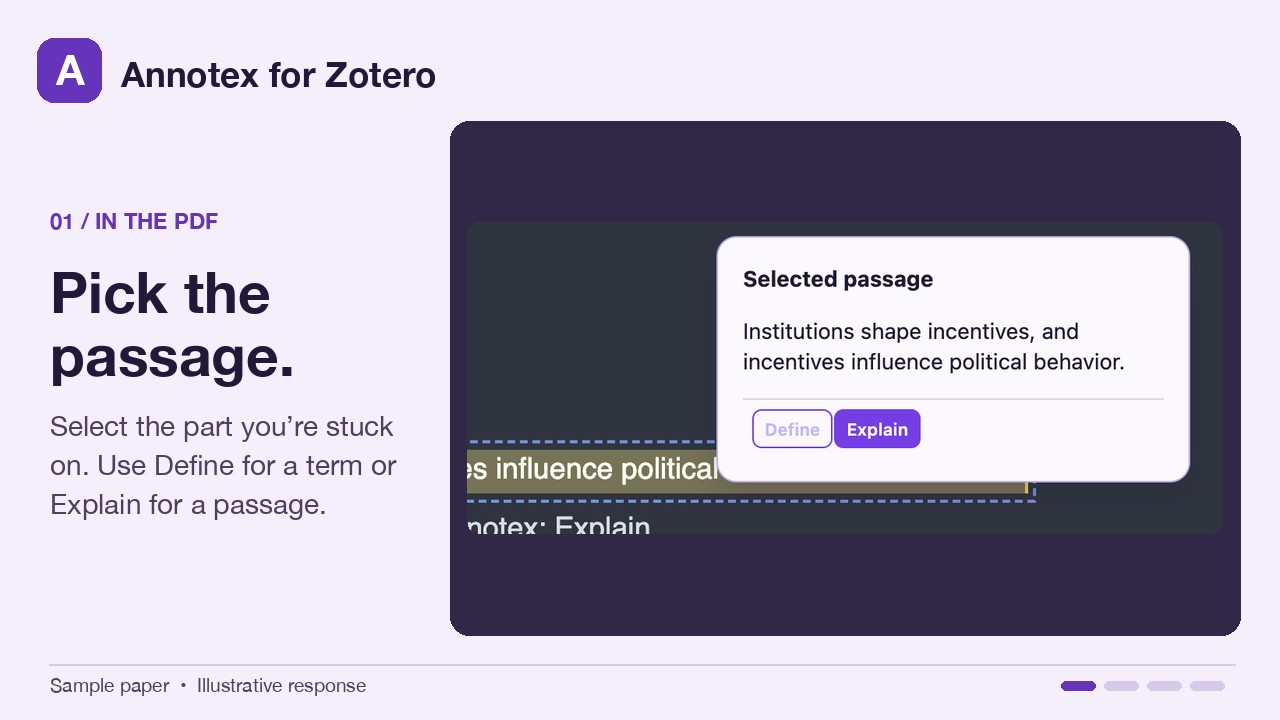 A
Annotex for Zotero
01 / IN THE PDF
Pick the
passage.
Select the part you’re stuck
on. Use Define for a term or
Explain for a passage.
Selected passage
Institutions shape incentives, and
incentives influence political behavior.
Define
Explain
es influence political
notex: Explain
Sample paper • Illustrative response